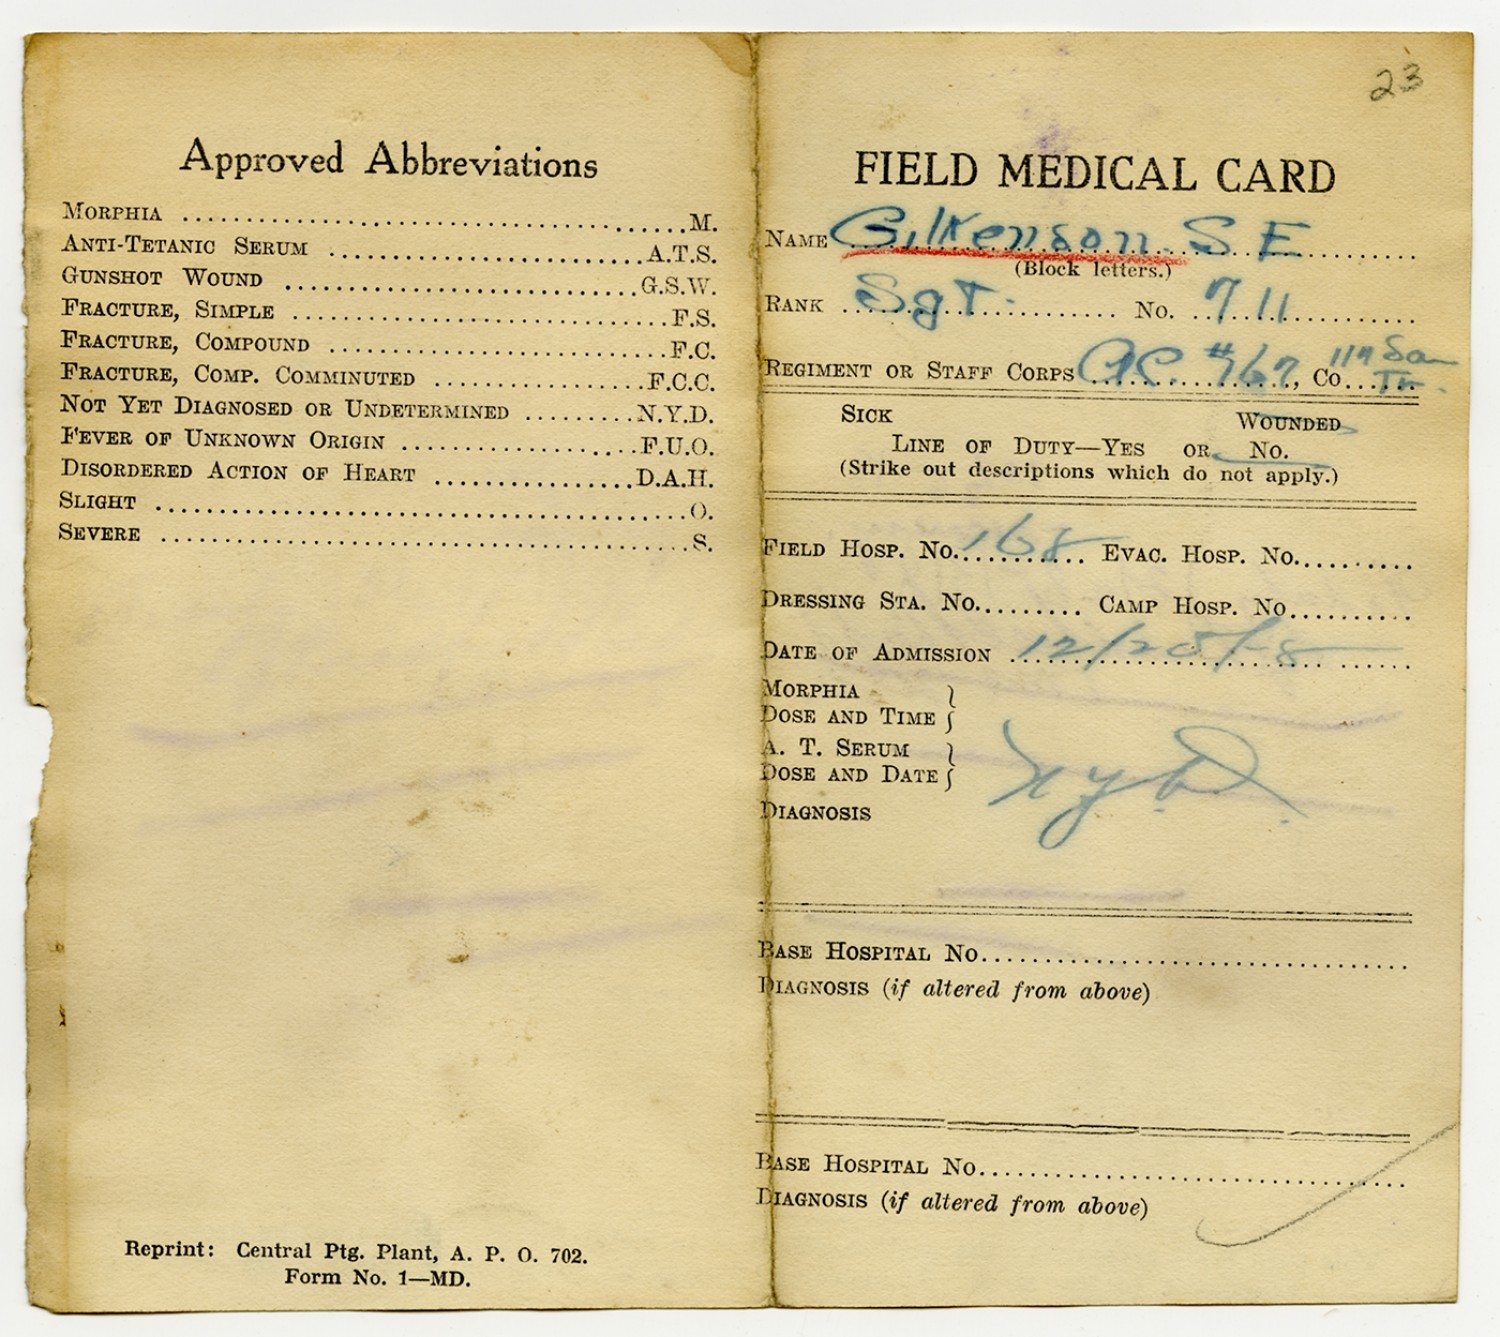 Approved Abbreviations
MORPHIA ........ M.
ANTI-TETANIC SERUM ........ A.T.S.
GUNSHOT WOUND ........ G.S.W.
FRACTURE, SIMPLE ........ F.S.
FRACTURE, COMPOUND ........ F.C.
FRACTURE, COMP. COMMINUTED ........ F.C.C.
NOT YET DIAGNOSED OR UNDETERMINED ........ N.Y.D.
FEVER OF UNKNOWN ORIGIN ........ F.U.O.
DISORDERED ACTION OF HEART ........ D.A.H.
SLIGHT ........ O.
SEVERE ........ S.
Reprint: Central Ptg. Plant, A. P. O. 702.
Form No. 1—MD.
23
FIELD MEDICAL CARD
NAME Gilkenson S E
(Block letters.)
RANK Sgt. No. 711
REGIMENT OR STAFF CORPS #167, Co. 117 San Tr.
SICK WOUNDED
LINE OF DUTY—YES OR NO.
(Strike out descriptions which do not apply.)
FIELD HOSP. NO. 168 EVAC. HOSP. NO.
DRESSING STA. NO. CAMP HOSP. NO.
DATE OF ADMISSION 12/20/18
MORPHIA
DOSE AND TIME
A. T. SERUM
DOSE AND DATE
NYD.
DIAGNOSIS
BASE HOSPITAL NO.
DIAGNOSIS (if altered from above)
BASE HOSPITAL NO.
DIAGNOSIS (if altered from above)